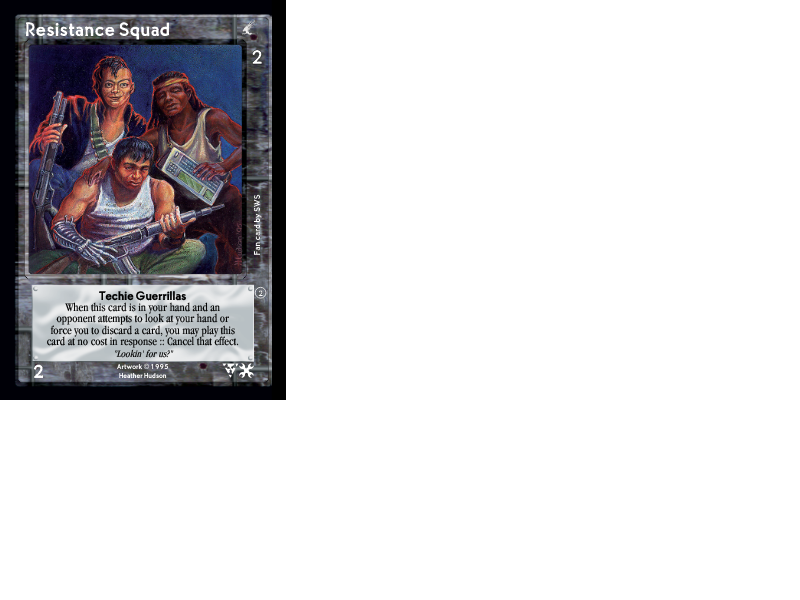 Resistance Squad
2
Fan card by SWS
2
Techie Guerrillas
When this card is in your hand and an
opponent attempts to look at your hand or
force you to discard a card, you may play this
card at no cost in response :: Cancel that effect.
"Lookin' for us?"
2
Artwork © 1995
Heather Hudson